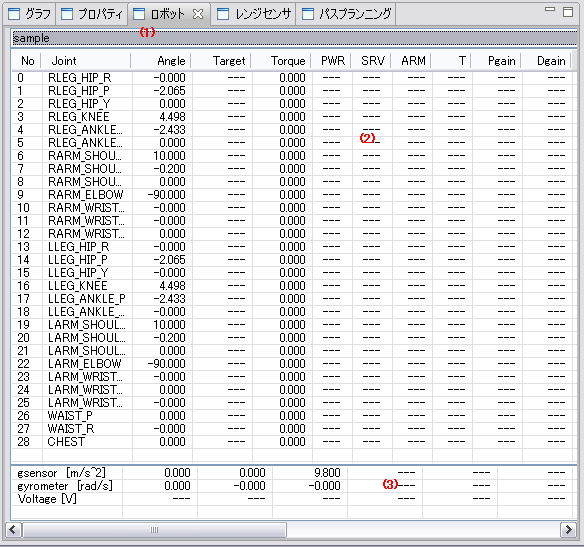 グラフ プロパティ ロボット レンジセンサ パスプランニング
(1)
sample
No Joint Angle Target Torque PWR SRV ARM T Pgain Dgain
0 RLEG_HIP_R -0.000 --- 0.000 --- --- --- --- --- ---
1 RLEG_HIP_P -2.065 --- 0.000 --- --- --- --- --- ---
2 RLEG_HIP_Y 0.000 --- 0.000 --- --- --- --- --- ---
3 RLEG_KNEE 4.498 --- 0.000 --- --- --- --- --- ---
4 RLEG_ANKLE... -2.433 --- 0.000 --- --- --- --- --- ---
(2)
5 RLEG_ANKLE... 0.000 --- 0.000 --- --- --- --- --- ---
6 RARM_SHOU... 10.000 --- 0.000 --- --- --- --- --- ---
7 RARM_SHOU... -0.200 --- 0.000 --- --- --- --- --- ---
8 RARM_SHOU... 0.000 --- 0.000 --- --- --- --- --- ---
9 RARM_ELBOW -90.000 --- 0.000 --- --- --- --- --- ---
10 RARM_WRIST... -0.000 --- 0.000 --- --- --- --- --- ---
11 RARM_WRIST... -0.000 --- 0.000 --- --- --- --- --- ---
12 RARM_WRIST... 0.000 --- 0.000 --- --- --- --- --- ---
13 LLEG_HIP_R -0.000 --- 0.000 --- --- --- --- --- ---
14 LLEG_HIP_P -2.065 --- 0.000 --- --- --- --- --- ---
15 LLEG_HIP_Y -0.000 --- 0.000 --- --- --- --- --- ---
16 LLEG_KNEE 4.498 --- 0.000 --- --- --- --- --- ---
17 LLEG_ANKLE_P -2.433 --- 0.000 --- --- --- --- --- ---
18 LLEG_ANKLE_... -0.000 --- 0.000 --- --- --- --- --- ---
19 LARM_SHOUL... 10.000 --- 0.000 --- --- --- --- --- ---
20 LARM_SHOUL... -0.200 --- 0.000 --- --- --- --- --- ---
21 LARM_SHOUL... 0.000 --- 0.000 --- --- --- --- --- ---
22 LARM_ELBOW -90.000 --- 0.000 --- --- --- --- --- ---
23 LARM_WRIST... -0.000 --- 0.000 --- --- --- --- --- ---
24 LARM_WRIST... 0.000 --- 0.000 --- --- --- --- --- ---
25 LARM_WRIST... -0.000 --- 0.000 --- --- --- --- --- ---
26 WAIST_P 0.000 --- 0.000 --- --- --- --- --- ---
27 WAIST_R -0.000 --- 0.000 --- --- --- --- --- ---
28 CHEST 0.000 --- 0.000 --- --- --- --- --- ---
gsensor [m/s^2] 0.000 0.000 9.800 --- --- ---
gyrometer [rad/s] 0.000 -0.000 -0.000 (3) --- --- ---
Voltage [V] --- --- --- --- --- ---